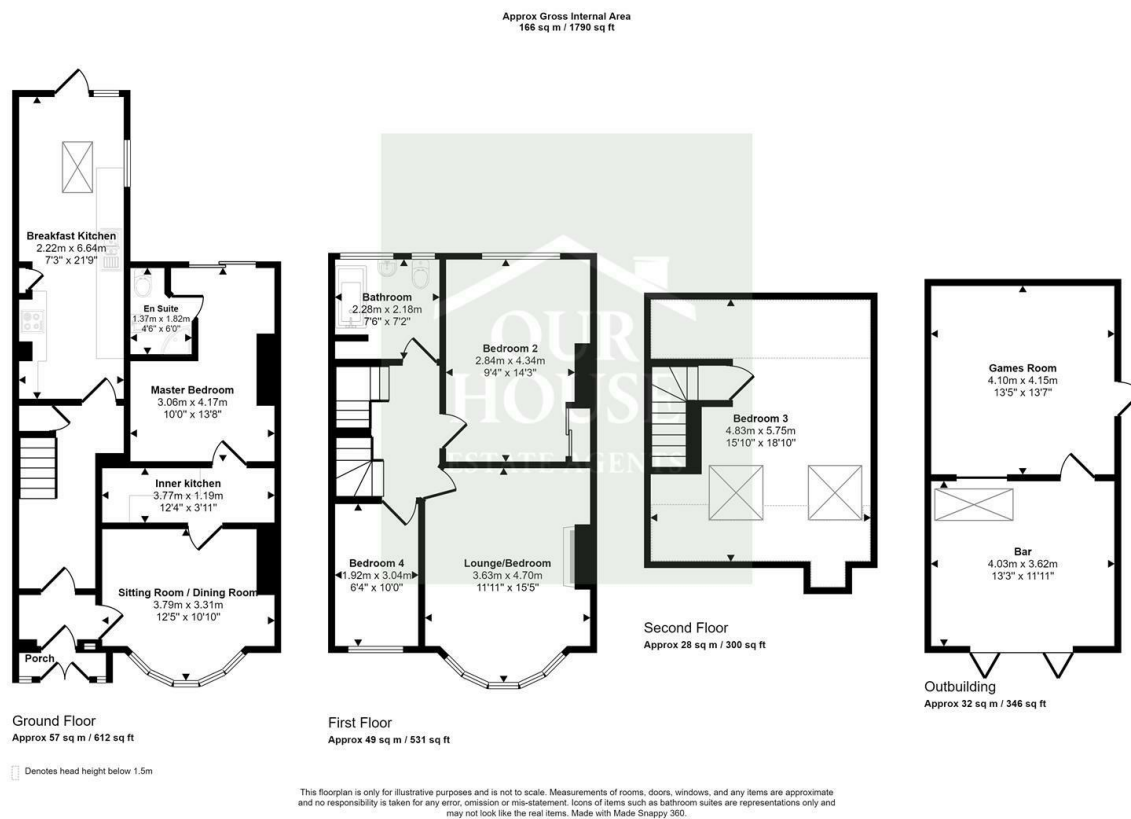 Approx Gross Internal Area
166 sq m / 1790 sq ft
Breakfast Kitchen
2.22m x 6.64m
7'3" x 21'9"
En Suite
1.37m x 1.82m
4'6" x 6'0"
Master Bedroom
3.06m x 4.17m
10'0" x 13'8"
Inner kitchen
3.77m x 1.19m
12'4" x 3'11"
Sitting Room / Dining Room
3.79m x 3.31m
12'5" x 10'10"
Porch
Ground Floor
Approx 57 sq m / 612 sq ft
Denotes head height below 1.5m
Bathroom
2.28m x 2.18m
7'6" x 7'2"
Bedroom 2
2.84m x 4.34m
9'4" x 14'3"
Bedroom 4
1.92m x 3.04m
6'4" x 10'0"
Lounge/Bedroom
3.63m x 4.70m
11'11" x 15'5"
First Floor
Approx 49 sq m / 531 sq ft
OUR
HOUSE
ESTATE AGENTS
Bedroom 3
4.83m x 5.75m
15'10" x 18'10"
Second Floor
Approx 28 sq m / 300 sq ft
Games Room
4.10m x 4.15m
13'5" x 13'7"
Bar
4.03m x 3.62m
13'3" x 11'11"
Outbuilding
Approx 32 sq m / 346 sq ft
This floorplan is only for illustrative purposes and is not to scale. Measurements of rooms, doors, windows, and any items are approximate
and no responsibility is taken for any error, omission or mis-statement. Icons of items such as bathroom suites are representations only and
may not look like the real items. Made with Made Snappy 360.